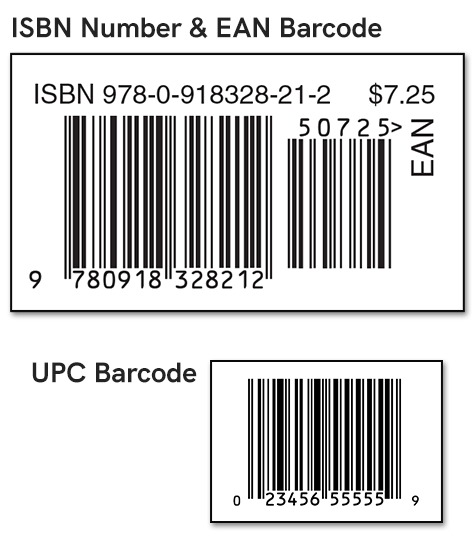 ISBN Number & EAN Barcode
ISBN 978-0-918328-21-2 $7.25
50725>
EAN
9 780918 328212
UPC Barcode
0 23456 55555 9